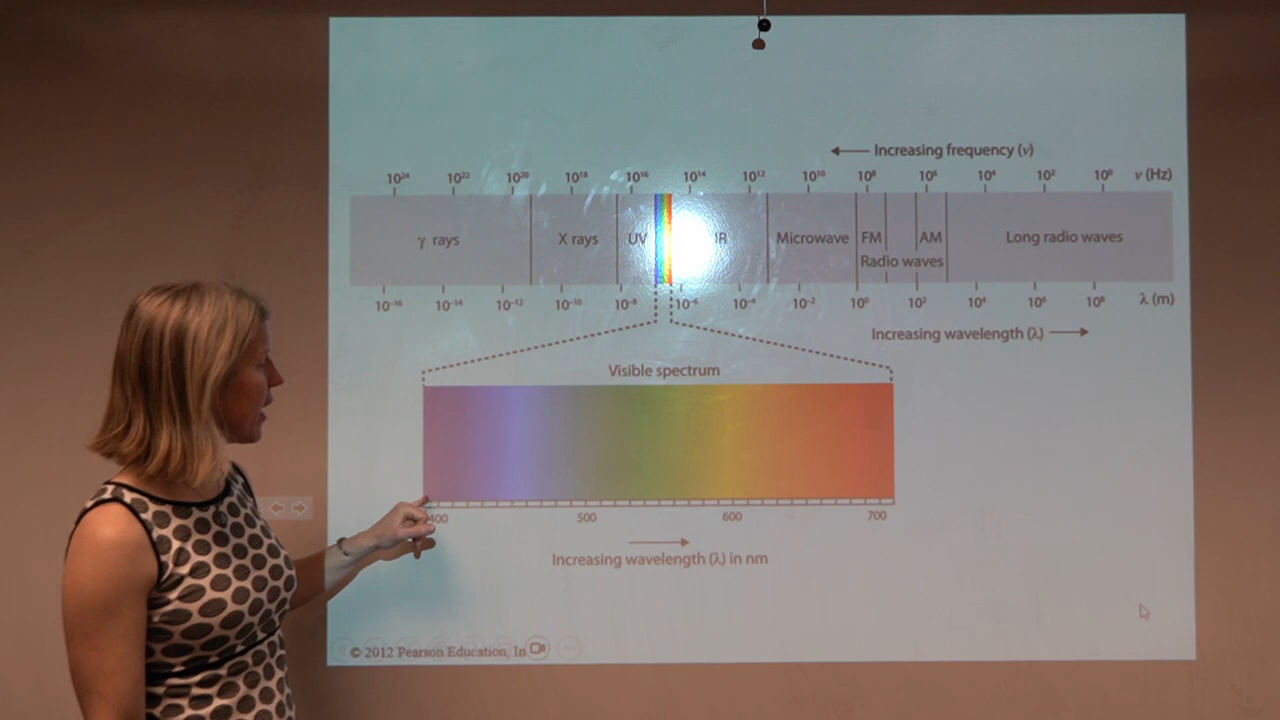 ← Increasing frequency (ν)
10²⁴ 10²² 10²⁰ 10¹⁸ 10¹⁶ 10¹⁴ 10¹² 10¹⁰ 10⁸ 10⁶ 10⁴ 10² 10⁰ ν (Hz)
γ rays X rays UV IR Microwave FM AM Long radio waves
Radio waves
10⁻¹⁶ 10⁻¹⁴ 10⁻¹² 10⁻¹⁰ 10⁻⁸ 10⁻⁶ 10⁻⁴ 10⁻² 10⁰ 10² 10⁴ 10⁶ 10⁸ λ (m)
Increasing wavelength (λ) →
Visible spectrum
400 500 600 700
→
Increasing wavelength (λ) in nm
© 2012 Pearson Education, In